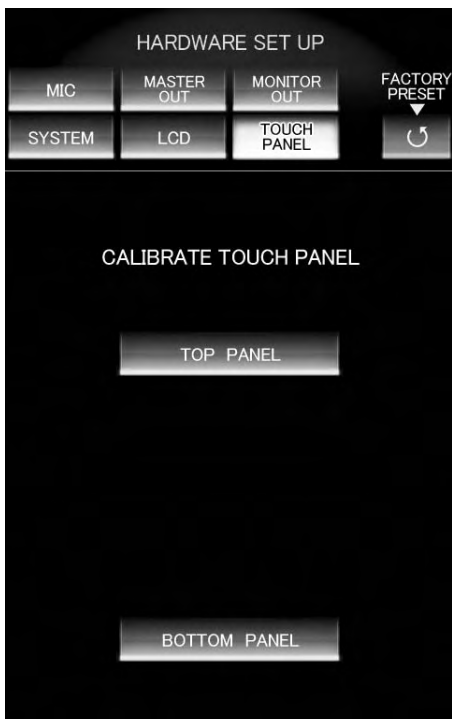 HARDWARE SET UP
MIC
MASTER
OUT
MONITOR
OUT
FACTORY
PRESET
SYSTEM
LCD
TOUCH
PANEL
CALIBRATE TOUCH PANEL
TOP PANEL
BOTTOM PANEL